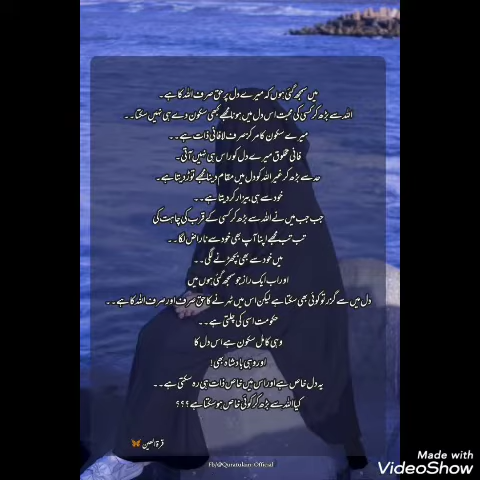 میں سمجھ گئی ہوں کہ میرے دل پر حق صرف اللہ کا ہے۔
اللہ سے بڑھ کر کسی کی محبت اس دل میں ہونا مجھے کبھی سکون دے ہی نہیں سکتا۔۔
میرے سکون کا مرکز صرف لافانی ذات ہے۔۔
فانی مخلوق میرے دل کو راس ہی نہیں آتی۔
حد سے بڑھ کر غیر اللہ کو دل میں مقام دینا مجھے توڑ دیتا ہے۔
خود سے ہی بیزار کر دیتا ہے۔۔
جب جب میں نے اللہ سے بڑھ کر کسی کے قرب کی چاہت کی
تب تب مجھے اپنا آپ بھی خود سے ناراض لگا۔۔
میں خود سے بھی بچھڑنے لگی۔۔
اور اب ایک راز جو سمجھ گئی ہوں میں
دل میں سے گزر تو کوئی بھی سکتا ہے لیکن اس میں ٹہرنے کا حق صرف اور صرف اللہ کا ہے۔۔
حکومت اسی کی چلتی ہے۔۔
وہی کامل سکون ہے اس دل کا
اور وہی بادشاہ بھی!
یہ دل خاص ہے اور اس میں خاص ذات ہی رہ سکتی ہے۔۔
کیا اللہ سے بڑھ کر کوئی خاص ہو سکتا ہے؟؟؟
قرۃالعین 🦋
Fb/@Quratulain Official
Made with
VideoShow